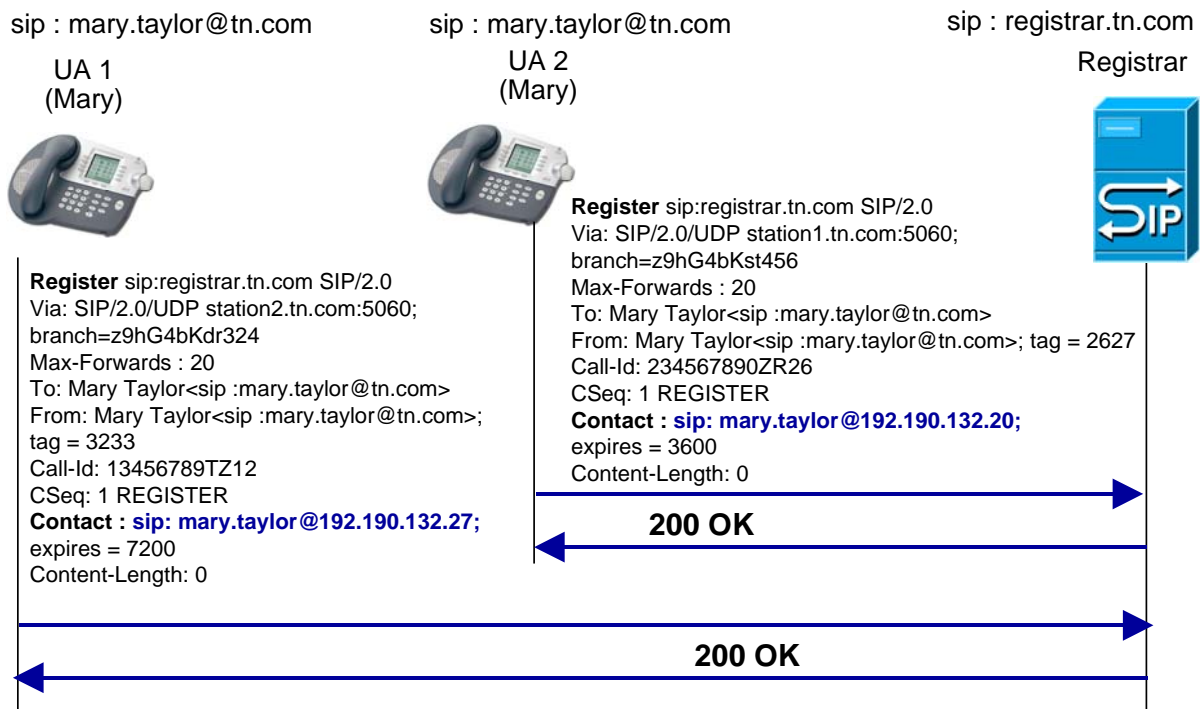 sip : mary.taylor@tn.com
sip : mary.taylor@tn.com
sip : registrar.tn.com
UA 1
(Mary)
UA 2
(Mary)
Registrar
SIP
Register sip:registrar.tn.com SIP/2.0
Via: SIP/2.0/UDP station1.tn.com:5060;
branch=z9hG4bKst456
Max-Forwards : 20
To: Mary Taylor<sip :mary.taylor@tn.com>
From: Mary Taylor<sip :mary.taylor@tn.com>; tag = 2627
Call-Id: 234567890ZR26
CSeq: 1 REGISTER
Contact : sip: mary.taylor@192.190.132.20;
expires = 3600
Content-Length: 0
200 OK
Register sip:registrar.tn.com SIP/2.0
Via: SIP/2.0/UDP station2.tn.com:5060;
branch=z9hG4bKdr324
Max-Forwards : 20
To: Mary Taylor<sip :mary.taylor@tn.com>
From: Mary Taylor<sip :mary.taylor@tn.com>;
tag = 3233
Call-Id: 13456789TZ12
CSeq: 1 REGISTER
Contact : sip: mary.taylor@192.190.132.27;
expires = 7200
Content-Length: 0
200 OK